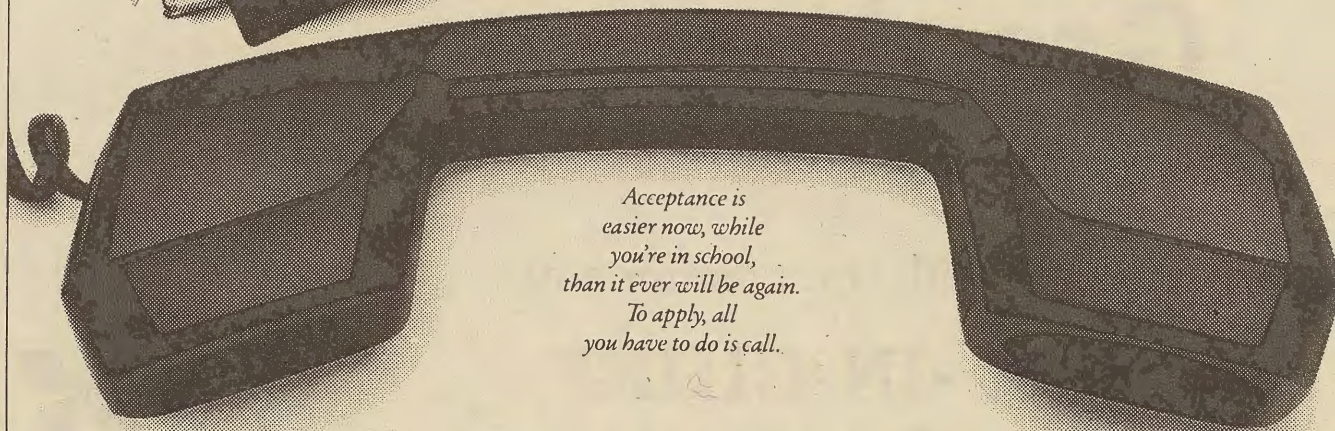 Acceptance is
easier now, while
you're in school,
than it ever will be again.
To apply, all
you have to do is call.